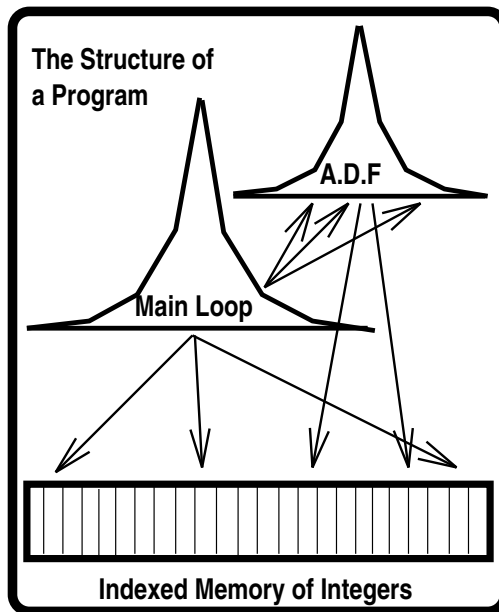 The Structure of
a Program
A.D.F
Main Loop
Indexed Memory of Integers